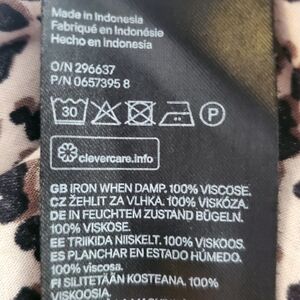 Made in Indonesia
Fabriqué en Indonésie
Hecho en Indonesia
O/N 296637
P/N 0657395 8
30 P
clevercare.info
GB IRON WHEN DAMP. 100% VISCOSE.
CZ ŽEHLIT ZA VLHKA. 100% VISKÓZA.
DE IN FEUCHTEM ZUSTAND BÜGELN.
100% VISKOSE.
EE TRIIKIDA NIISKELT. 100% VISKOOS.
ES PLANCHAR EN ESTADO HÚMEDO.
100% viscosa.
FI SILITETÄÄN KOSTEANA. 100%
VISKOOSIA.